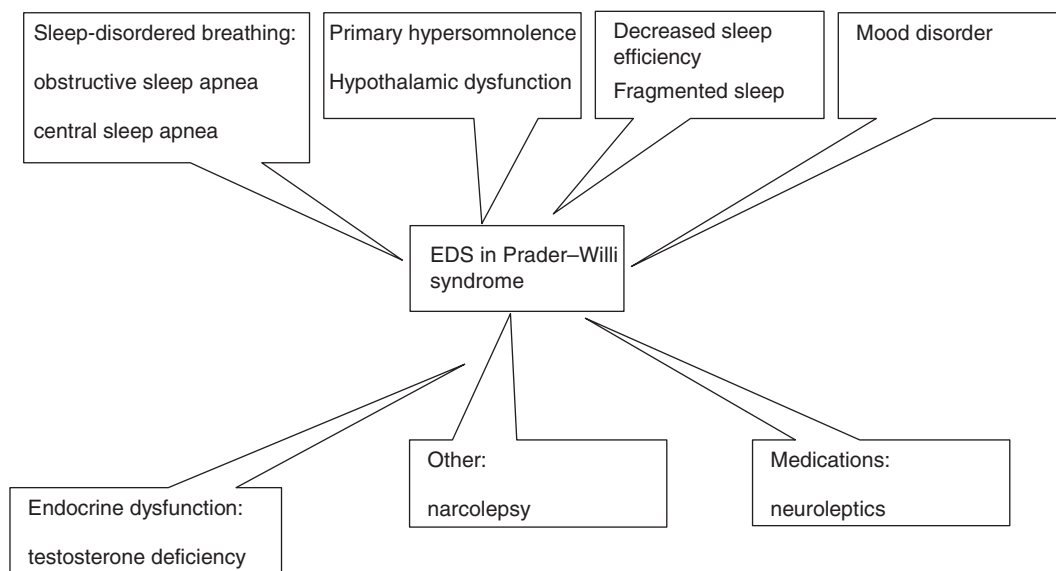 Sleep-disordered breathing:
obstructive sleep apnea
central sleep apnea
Primary hypersomnolence
Hypothalamic dysfunction
Decreased sleep
efficiency
Fragmented sleep
Mood disorder
EDS in Prader–Willi
syndrome
Endocrine dysfunction:
testosterone deficiency
Other:
narcolepsy
Medications:
neuroleptics